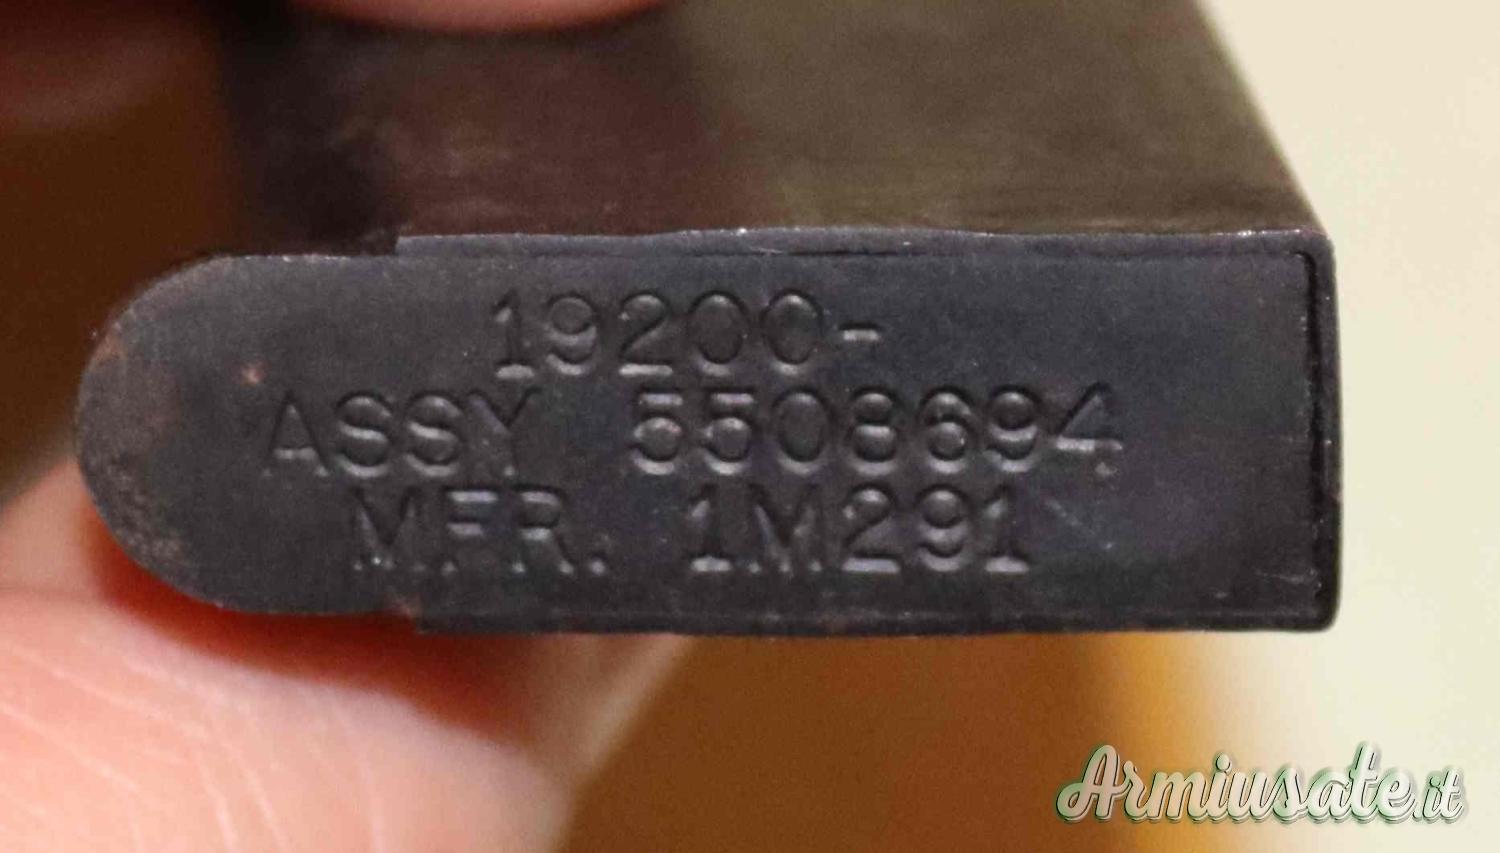 19200-
ASSY 5508694
MFR. 1M291
Armiusate.it